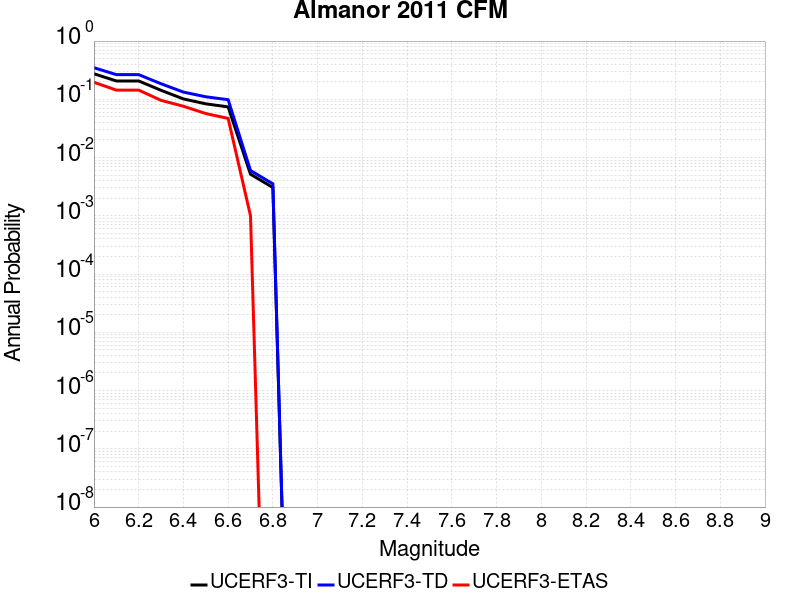 Almanor 2011 CFM
10^0
10^-1
10^-2
10^-3
10^-4
10^-5
10^-6
10^-7
10^-8
Annual Probability
6 6.2 6.4 6.6 6.8 7 7.2 7.4 7.6 7.8 8 8.2 8.4 8.6 8.8 9
Magnitude
UCERF3-TI UCERF3-TD UCERF3-ETAS